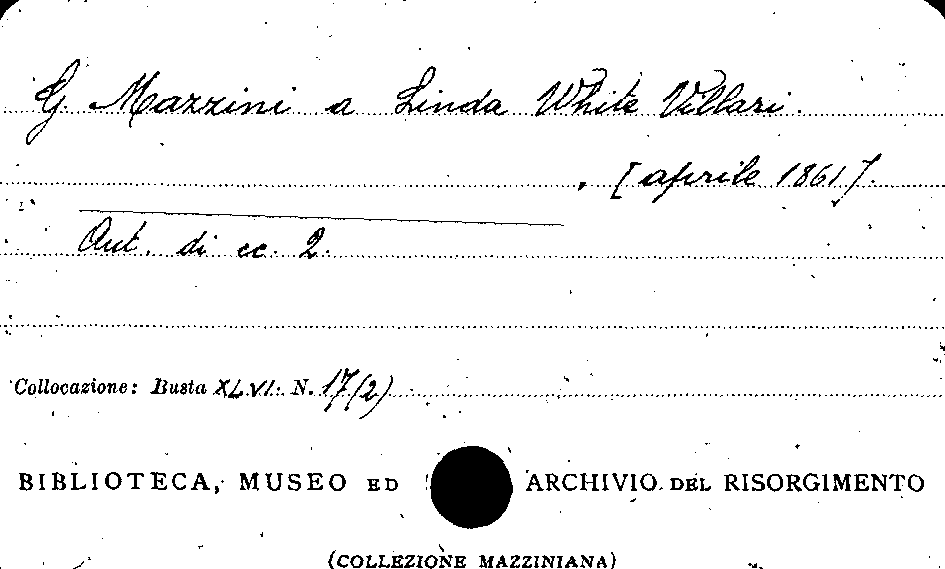 G Mazzini a Linda White Villari.
, [aprile 1861].
Aut. di cc. 2.
Collocazione: Busta XLVI. N. 17(2)
BIBLIOTECA, MUSEO ED ARCHIVIO DEL RISORGIMENTO
(COLLEZIONE MAZZINIANA)